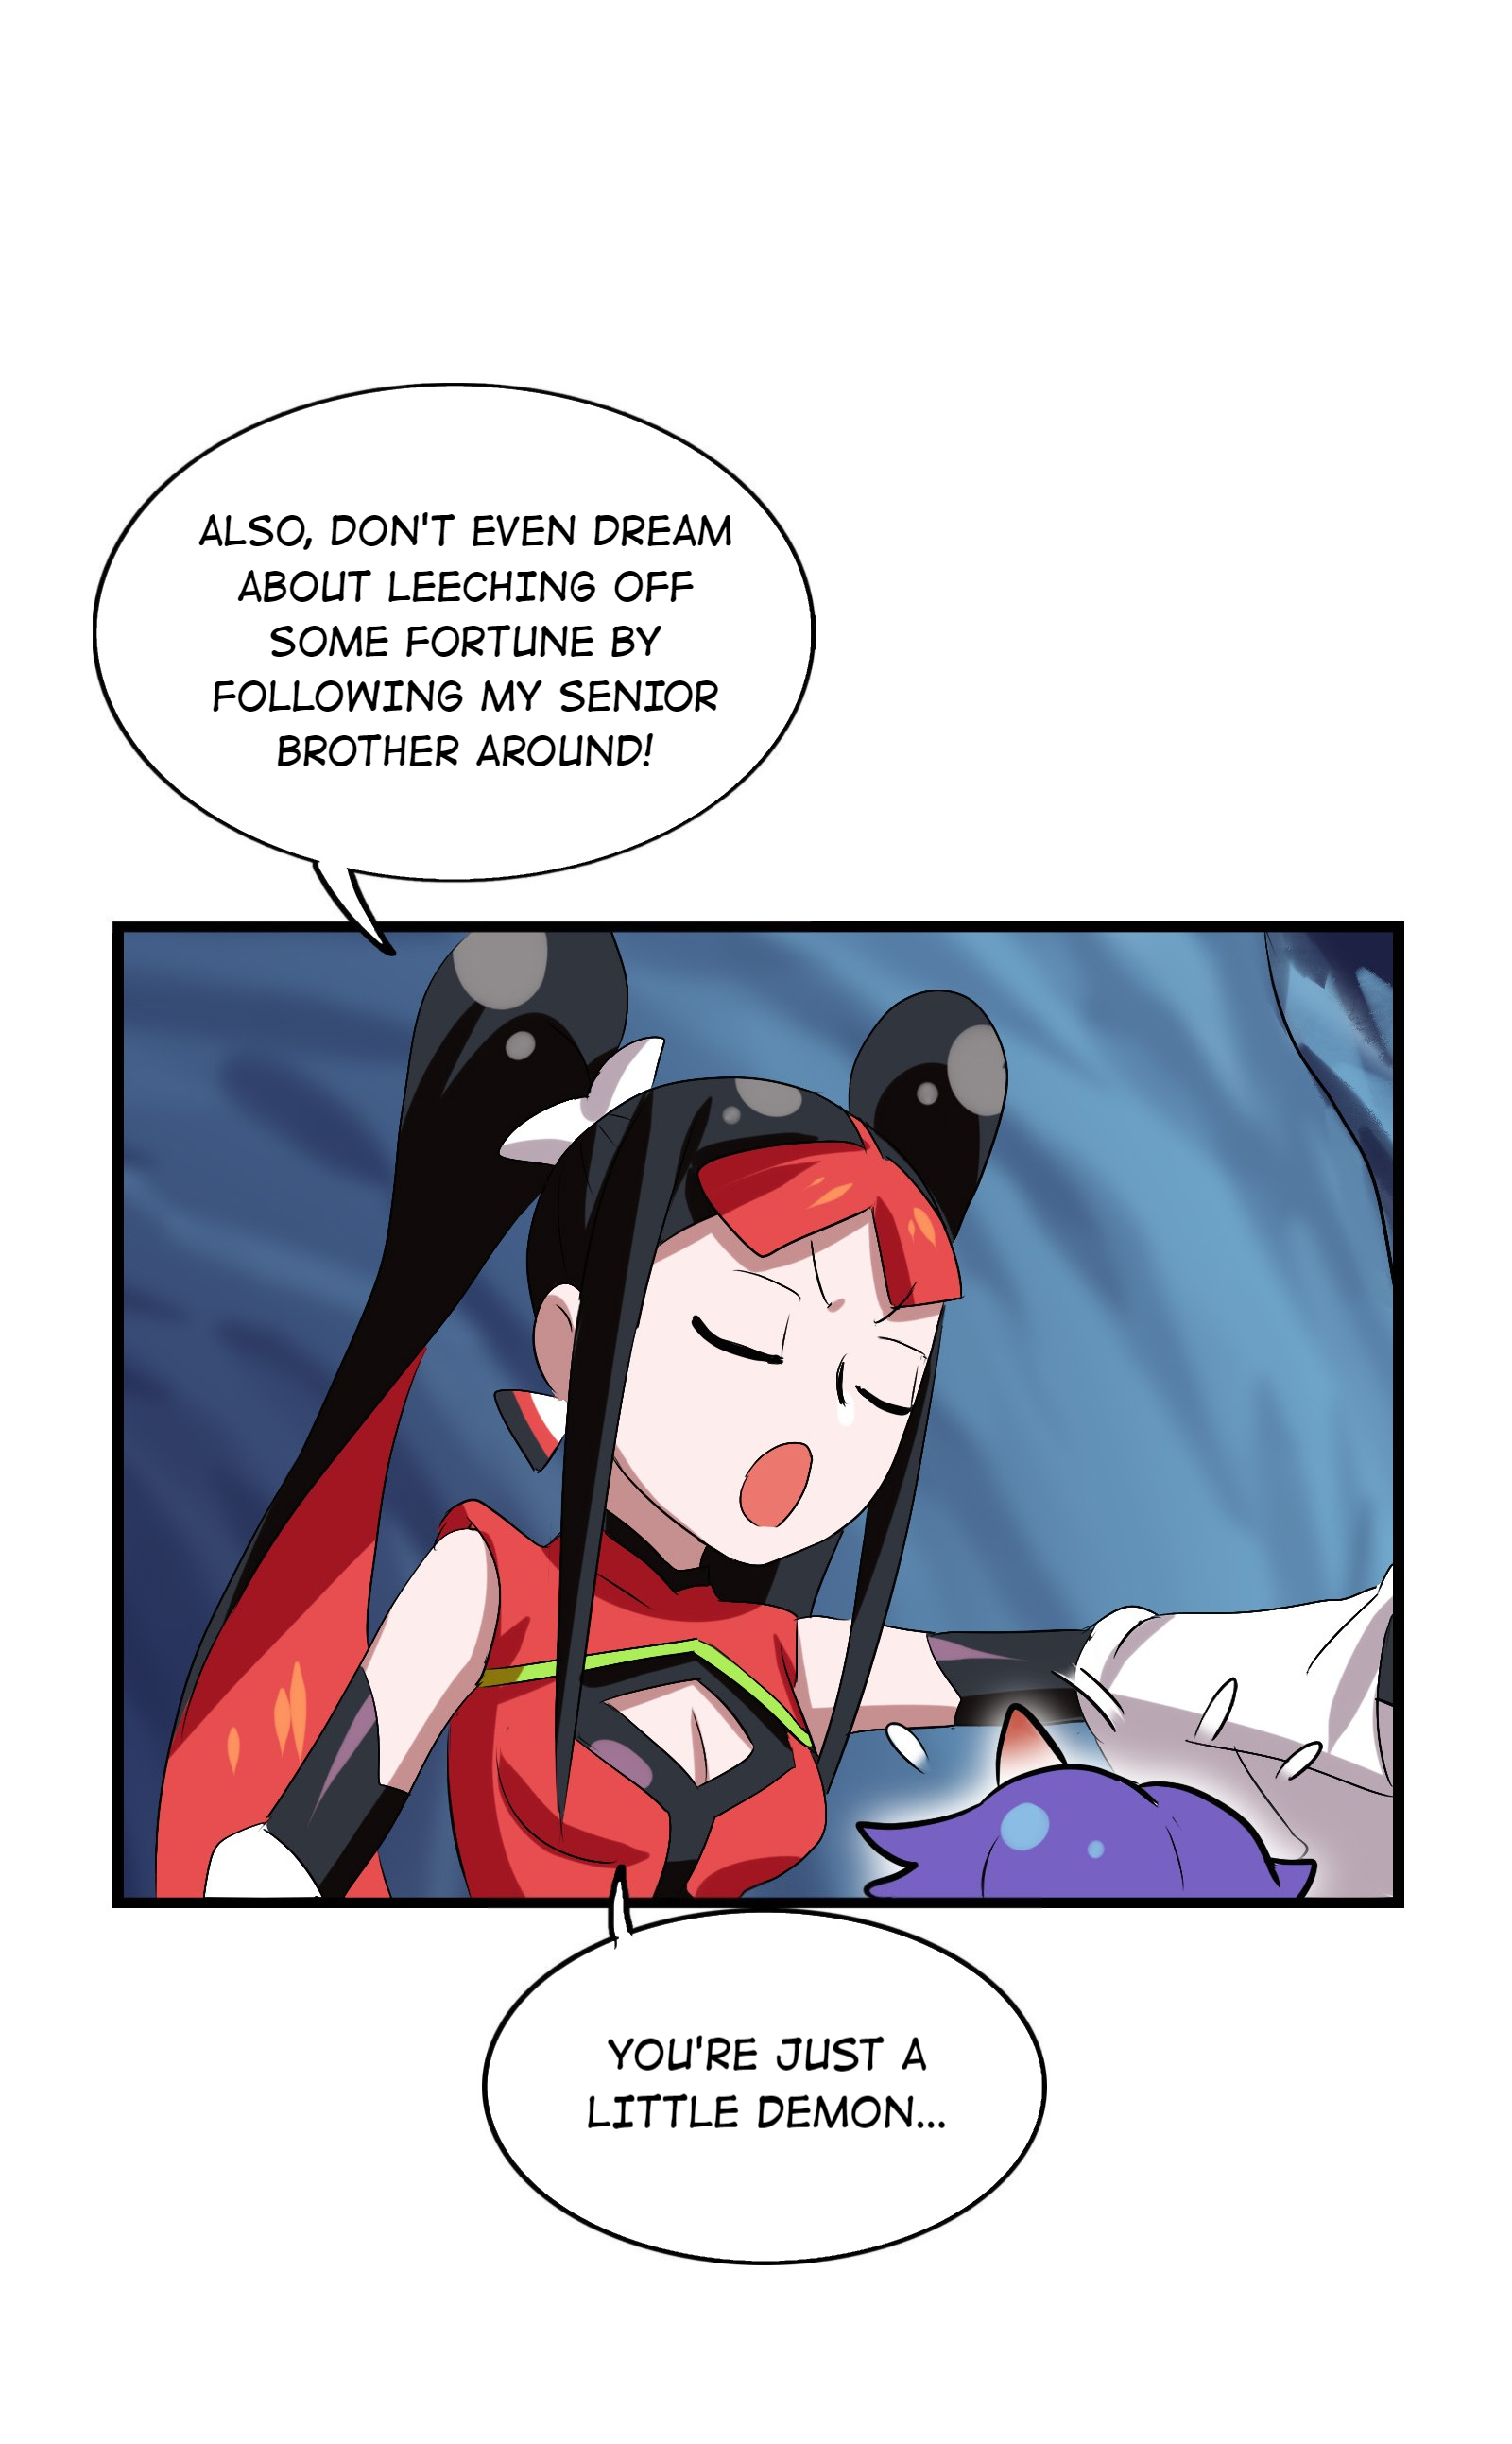 ALSO, DON'T EVEN DREAM
ABOUT LEECHING OFF
SOME FORTUNE BY
FOLLOWING MY SENIOR
BROTHER AROUND!
YOU'RE JUST A
LITTLE DEMON...